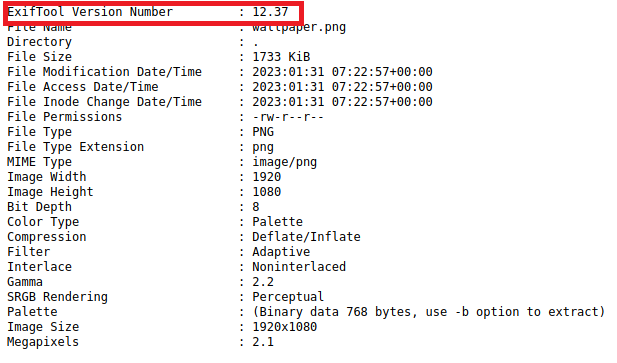 ExifTool Version Number : 12.37
File Name : wallpaper.png
Directory : .
File Size : 1733 KiB
File Modification Date/Time : 2023:01:31 07:22:57+00:00
File Access Date/Time : 2023:01:31 07:22:57+00:00
File Inode Change Date/Time : 2023:01:31 07:22:57+00:00
File Permissions : -rw-r--r--
File Type : PNG
File Type Extension : png
MIME Type : image/png
Image Width : 1920
Image Height : 1080
Bit Depth : 8
Color Type : Palette
Compression : Deflate/Inflate
Filter : Adaptive
Interlace : Noninterlaced
Gamma : 2.2
SRGB Rendering : Perceptual
Palette : (Binary data 768 bytes, use -b option to extract)
Image Size : 1920x1080
Megapixels : 2.1